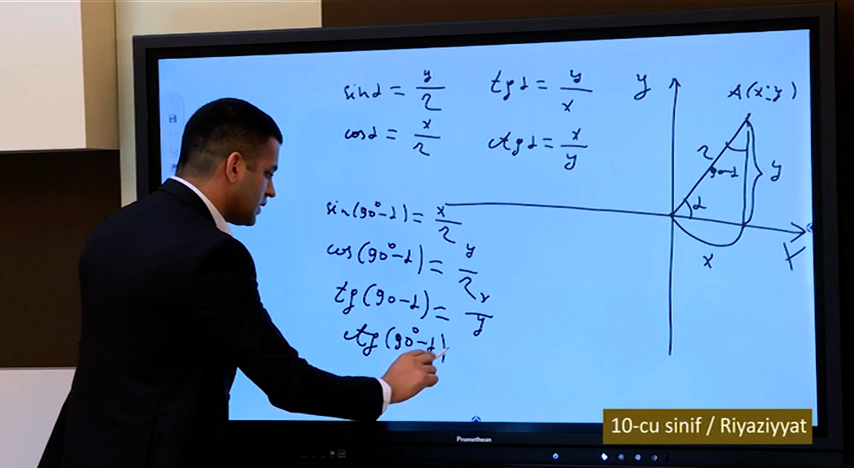 sinα = y/r tgα = y/x
cosα = x/r ctgα = x/y
y
A(x;y)
r
90-α
y
α
x
X
sin(90°-α) = x/r
cos(90°-α) = y/r
tg(90-α) = x/y
ctg(90°-α)
10-cu sinif / Riyaziyyat
Promethean